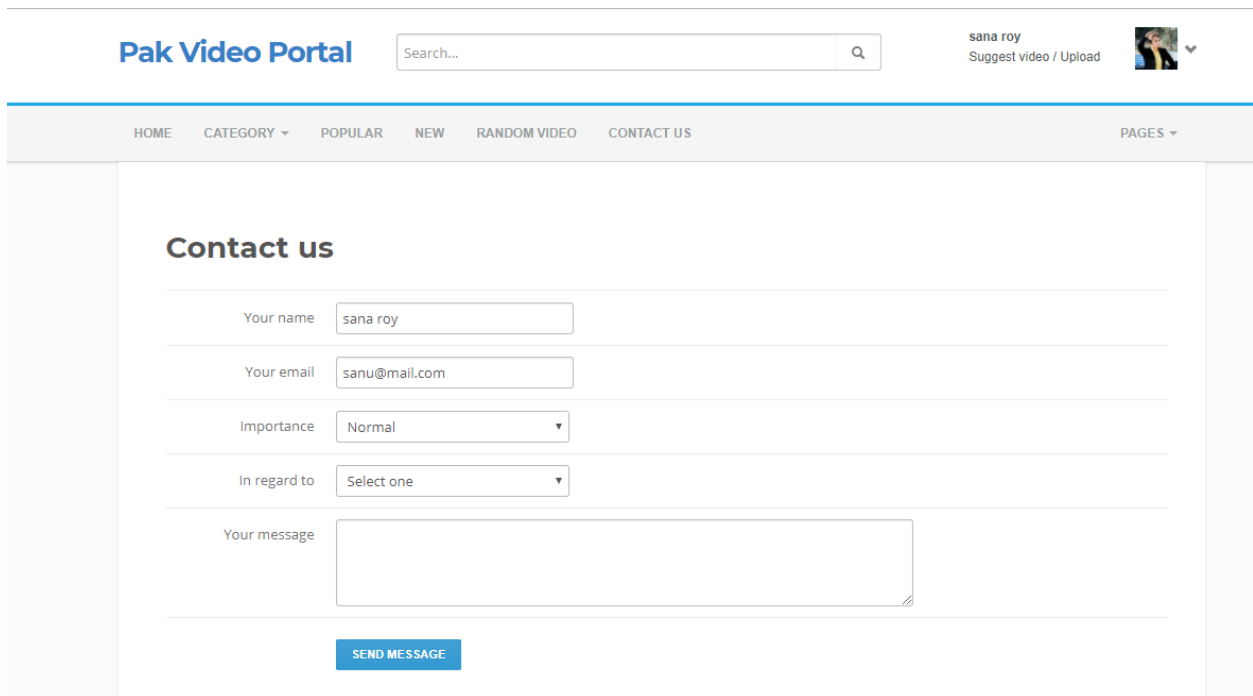 Pak Video Portal
Search...
sana roy
Suggest video / Upload
HOME CATEGORY POPULAR NEW RANDOM VIDEO CONTACT US PAGES
Contact us
Your name sana roy
Your email sanu@mail.com
Importance Normal
In regard to Select one
Your message
SEND MESSAGE